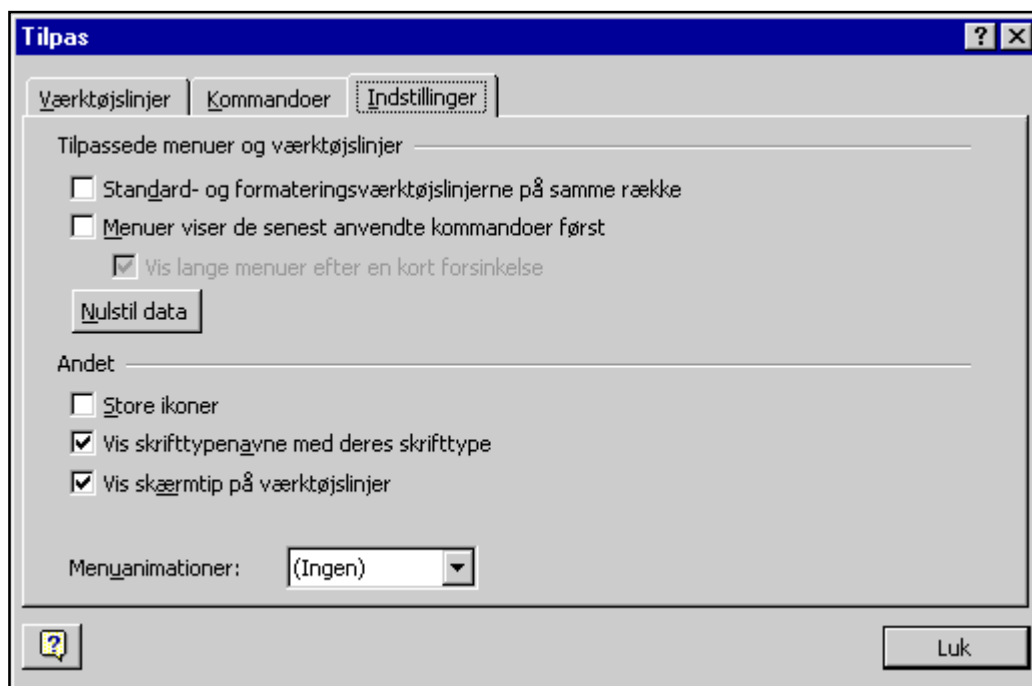 Tilpas
Værktøjslinjer Kommandoer Indstillinger
Tilpassede menuer og værktøjslinjer
Standard- og formateringsværktøjslinjerne på samme række
Menuer viser de senest anvendte kommandoer først
Vis lange menuer efter en kort forsinkelse
Nulstil data
Andet
Store ikoner
Vis skrifttypenavne med deres skrifttype
Vis skærmtip på værktøjslinjer
Menuanimationer: (Ingen)
Luk